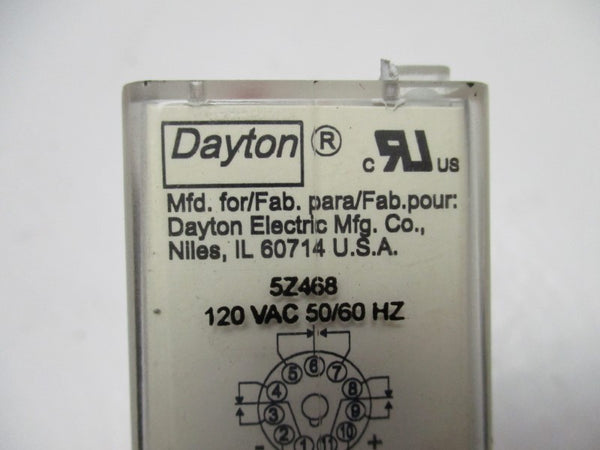 Dayton ®
c RU US
Mfd. for/Fab. para/Fab.pour:
Dayton Electric Mfg. Co.,
Niles, IL 60714 U.S.A.
5Z468
120 VAC 50/60 HZ
6
5 7
4 8
3 9
2 10
1 11
- +